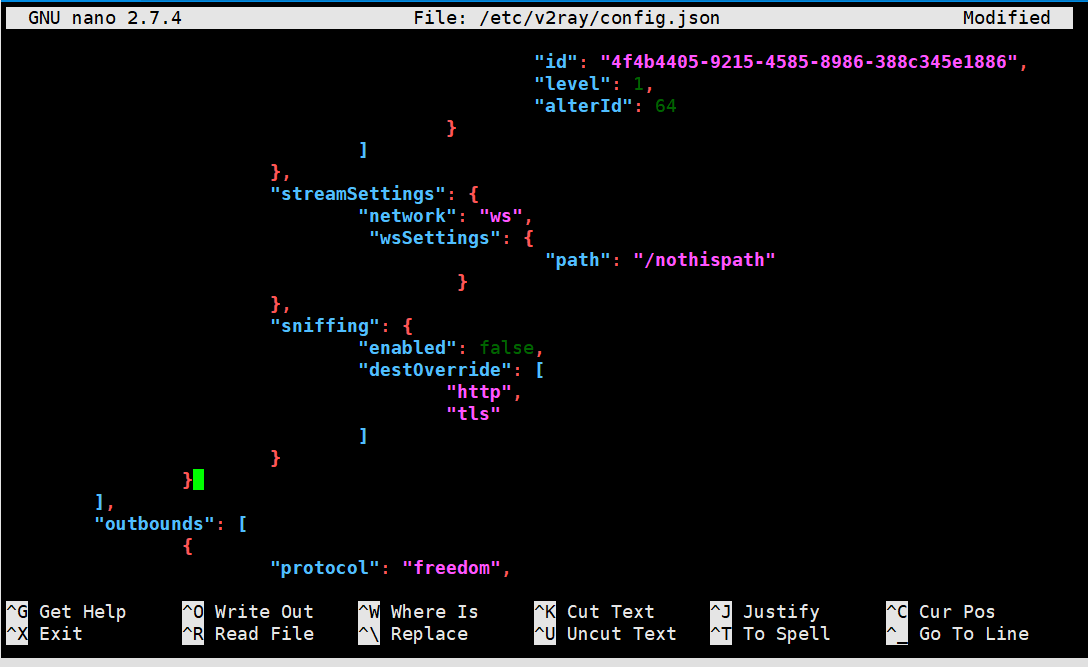 GNU nano 2.7.4 File: /etc/v2ray/config.json Modified
"id": "4f4b4405-9215-4585-8986-388c345e1886",
"level": 1,
"alterId": 64
}
]
},
"streamSettings": {
"network": "ws",
"wsSettings": {
"path": "/nothispath"
}
},
"sniffing": {
"enabled": false,
"destOverride": [
"http",
"tls"
]
}
}
],
"outbounds": [
{
"protocol": "freedom",
^G Get Help ^O Write Out ^W Where Is ^K Cut Text ^J Justify ^C Cur Pos
^X Exit ^R Read File ^\ Replace ^U Uncut Text ^T To Spell ^_ Go To Line